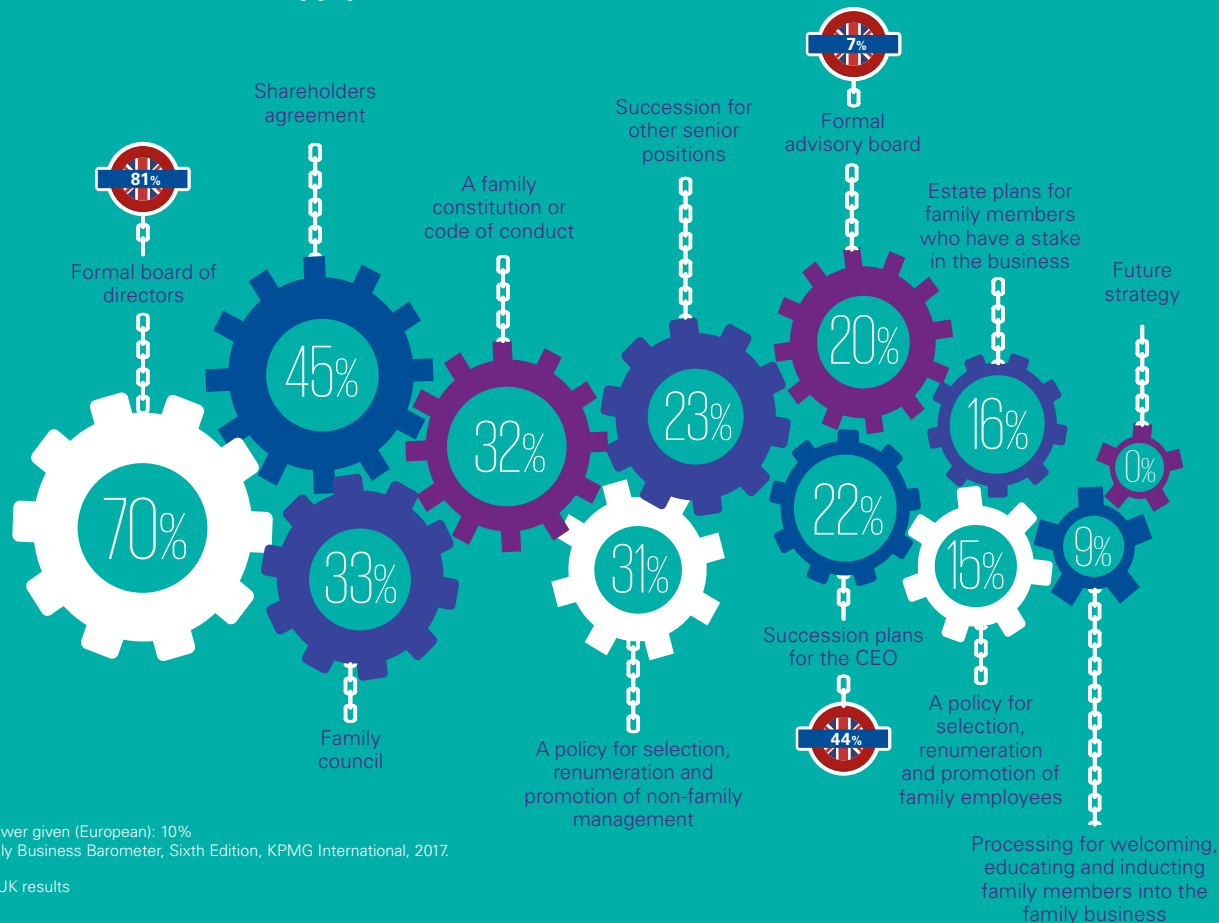 7%
Formal
advisory board
Shareholders
agreement
Succession for
other senior
positions
81%
Formal board of
directors
A family
constitution or
code of conduct
Estate plans for
family members
who have a stake
in the business
Future
strategy
45%
20%
32%
23%
16%
0%
70%
33%
31%
22%
15%
9%
Family
council
A policy for selection,
renumeration and
promotion of non-family
management
Succession plans
for the CEO
44%
A policy for
selection,
renumeration
and promotion of
family employees
Processing for welcoming,
educating and inducting
family members into the
family business
wer given (European): 10%
ly Business Barometer, Sixth Edition, KPMG International, 2017.
UK results